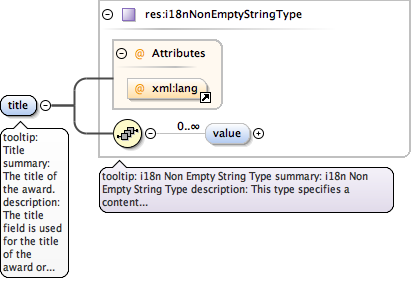 res:i18nNonEmptyStringType
@ Attributes
@ xml:lang
title
0..∞
value
tooltip:
Title
summary:
The title of
the award.
description:
The title
field is used
for the title
of the
award or...
tooltip: i18n Non Empty String Type summary: i18n Non
Empty String Type description: This type specifies a
content...